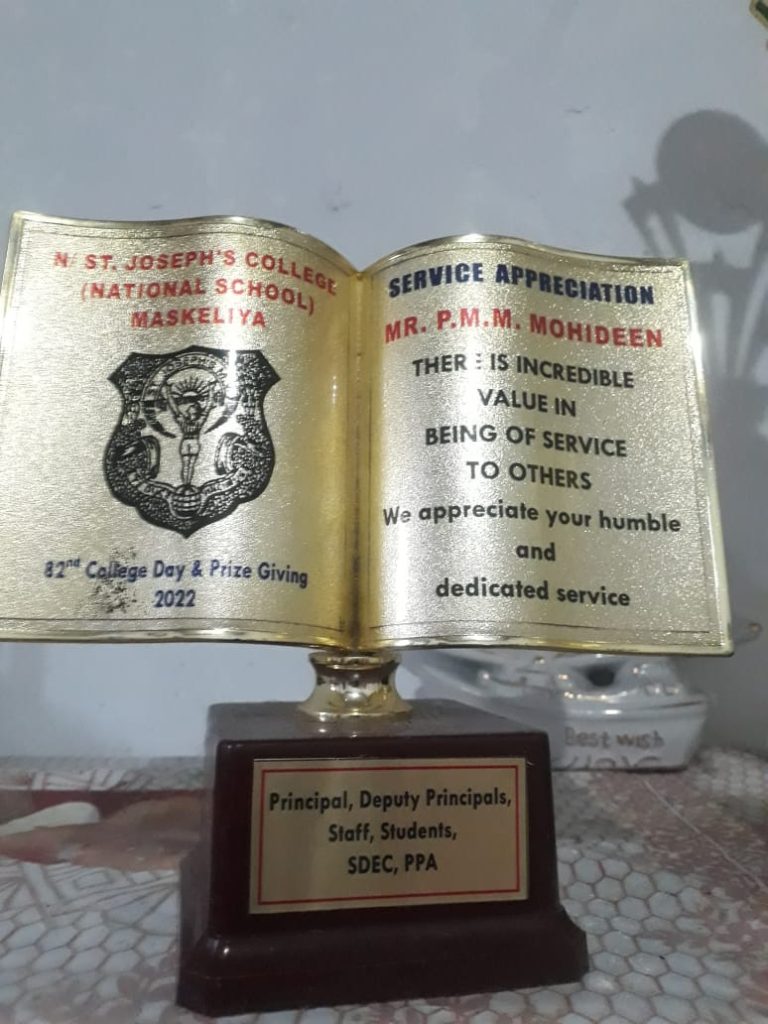 N/ ST. JOSEPH'S COLLEGE
(NATIONAL SCHOOL)
MASKELIYA
82nd College Day & Prize Giving
2022
SERVICE APPRECIATION
MR. P.M.M. MOHIDEEN
THERE IS INCREDIBLE
VALUE IN
BEING OF SERVICE
TO OTHERS
We appreciate your humble
and
dedicated service
Best wish
Principal, Deputy Principals,
Staff, Students,
SDEC, PPA